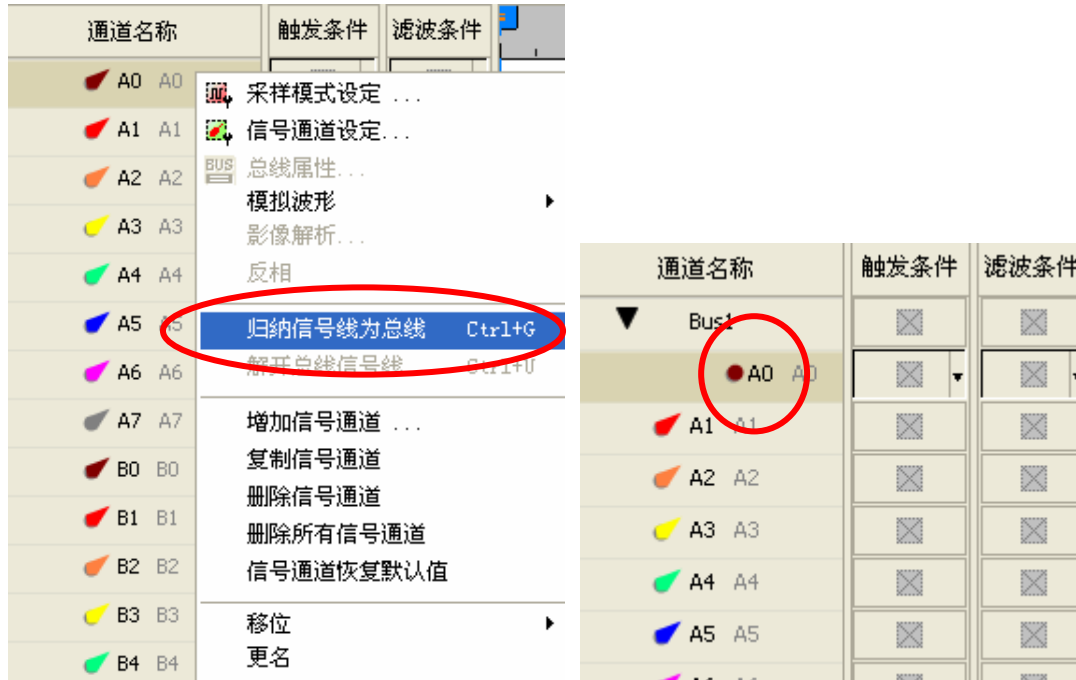 通道名称 触发条件 滤波条件
A0 A0
A1 A1
A2 A2
A3 A3
A4 A4
A5 A5
A6 A6
A7 A7
B0 B0
B1 B1
B2 B2
B3 B3
B4 B4
采样模式设定 ...
信号通道设定...
BUS 总线属性...
模拟波形
影像解析...
反相
归纳信号线为总线 Ctrl+G
解开总线信号线 Ctrl+U
增加信号通道 ...
复制信号通道
删除信号通道
删除所有信号通道
信号通道恢复默认值
移位
更名
通道名称 触发条件 滤波条件
Bus1
A0 A0
A1 A1
A2 A2
A3 A3
A4 A4
A5 A5